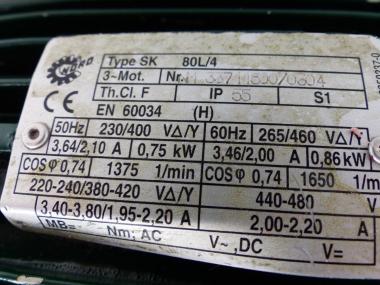 NORD
Type SK 80L/4
3~Mot. Nr.
Th.Cl. F IP 55 S1
CE EN 60034 (H)
50Hz 230/400 V Δ/Y 60Hz 265/460 V Δ/Y
3,64/2,10 A 0,75 kW 3,46/2,00 A 0,86 kW
COS φ 0,74 1375 1/min COS φ 0,74 1650 1/m
220-240/380-420 V Δ/Y 440-480 V
3,40-3,80/1,95-2,20 A 2,00-2,20 A
MB= Nm; AC V~,DC V=